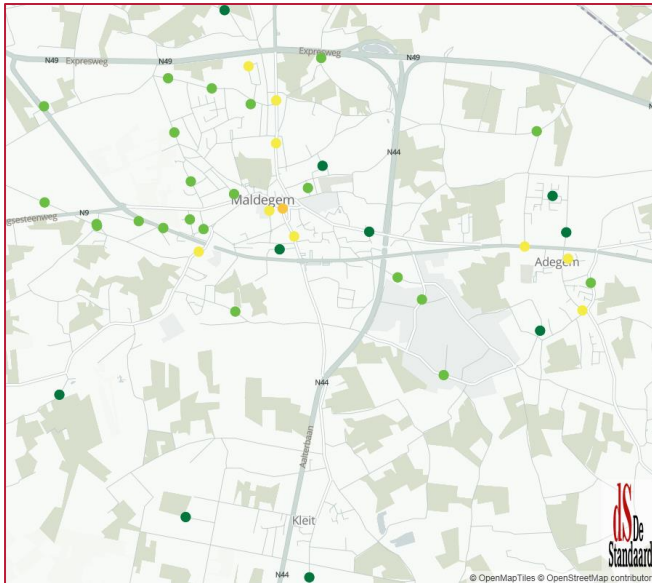 N49
Expresweg
N49
Expresweg
N49
N
N44
Maldegem
gsesteenweg
N9
Adegem
N44
Aalterbaan
Kleit
N44
dS De
Standaard
© OpenMapTiles © OpenStreetMap contributor